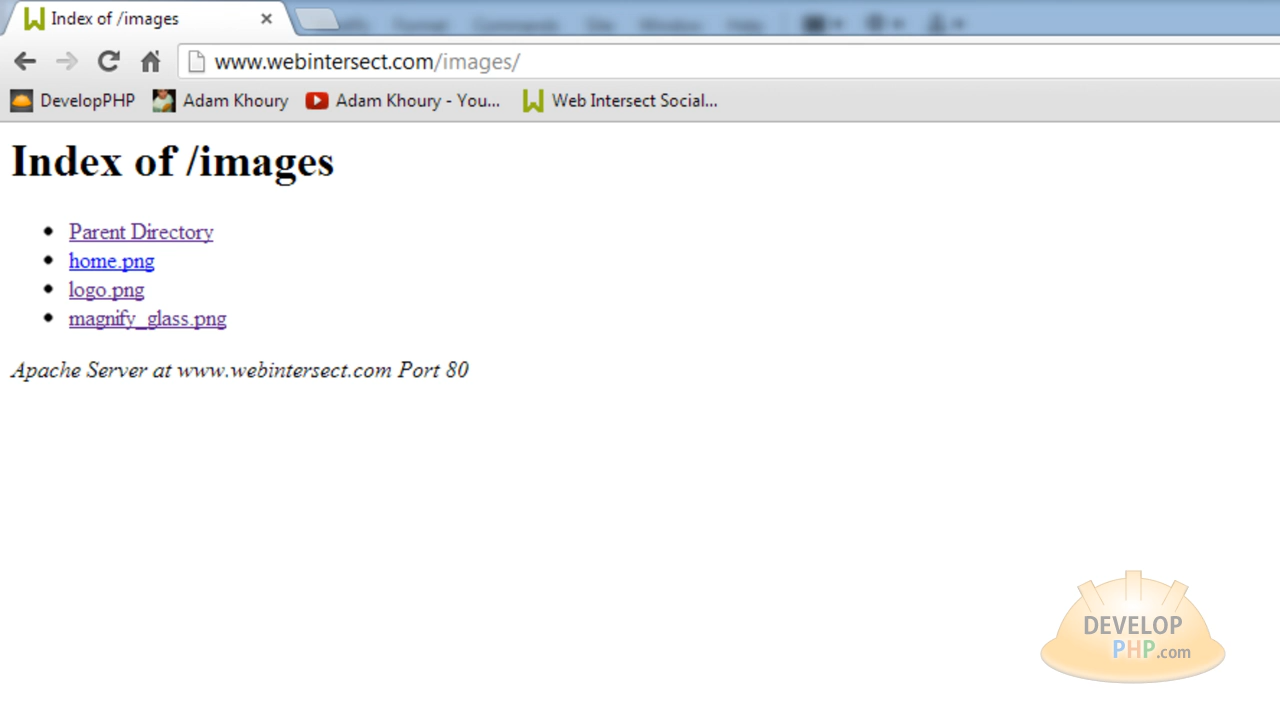 Index of /images
www.webintersect.com/images/
DevelopPHP
Adam Khoury
Adam Khoury - You...
Web Intersect Social...
Index of /images
Parent Directory
home.png
logo.png
magnify_glass.png
Apache Server at www.webintersect.com Port 80
DEVELOP
PHP.com